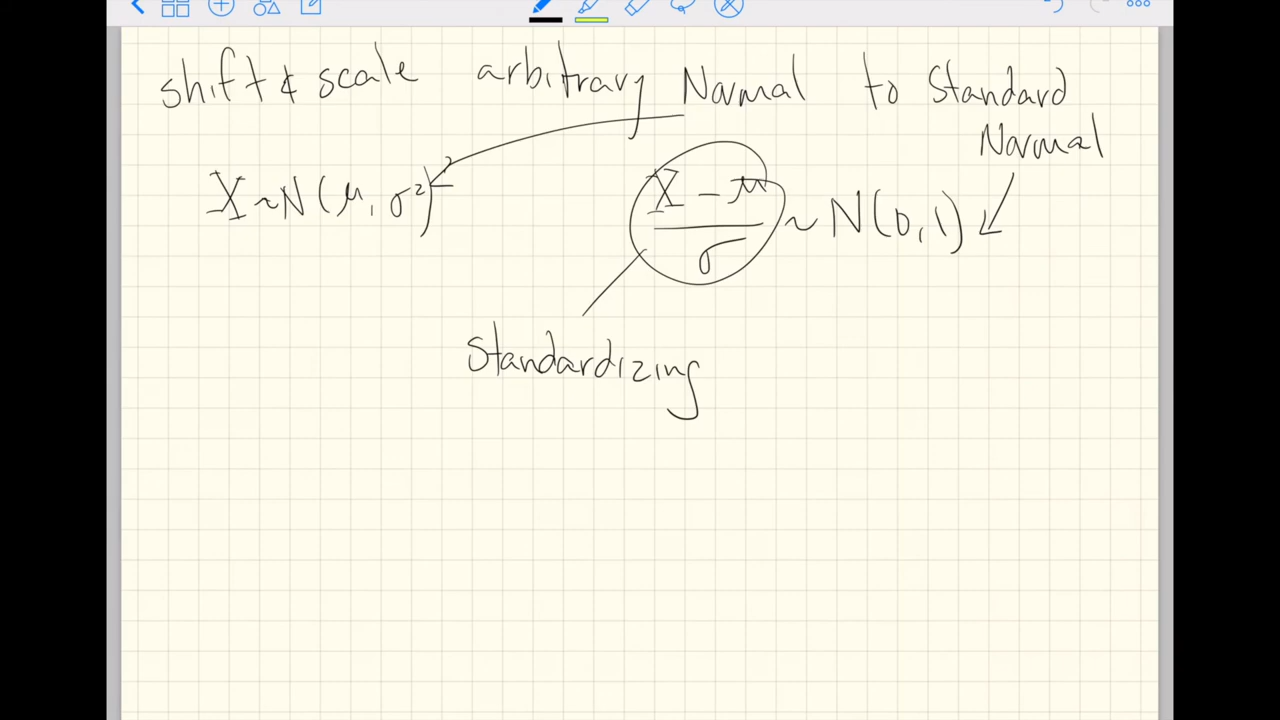 shift & scale arbitrary Normal to Standard
Normal
X ~ N(μ, σ²)
X - μ
σ
~ N(0, 1)
Standardizing